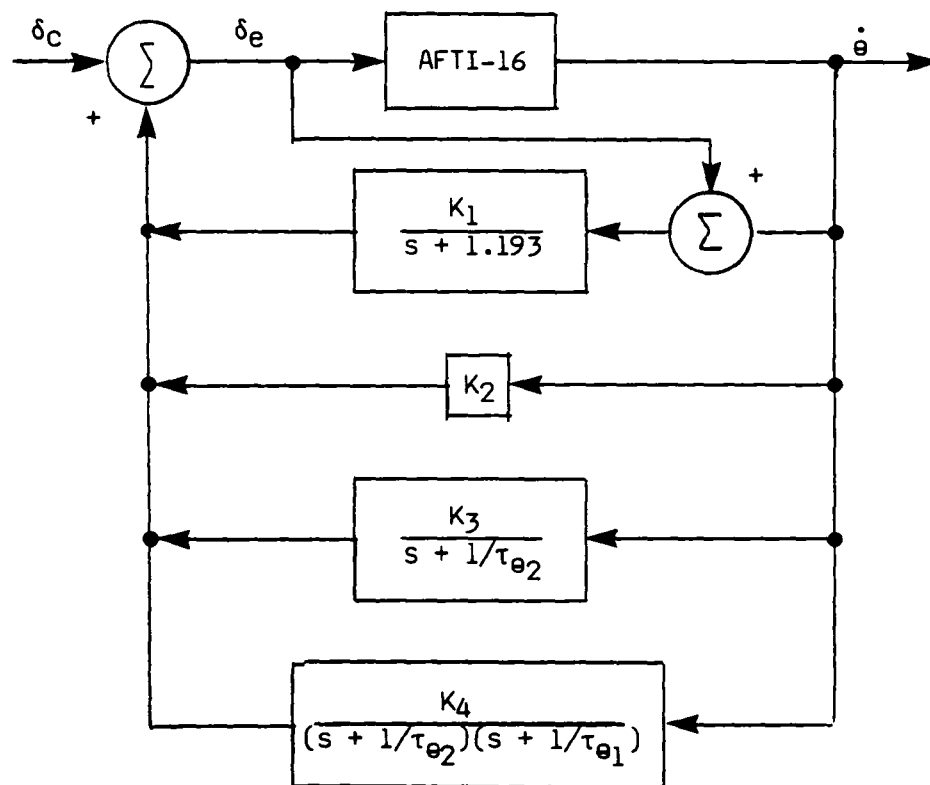 δc Σ δe AFTI-16 θ̇
+
+
K1
s + 1.193
Σ
K2
K3
s + 1/τθ2
K4
(s + 1/τθ2)(s + 1/τθ1)